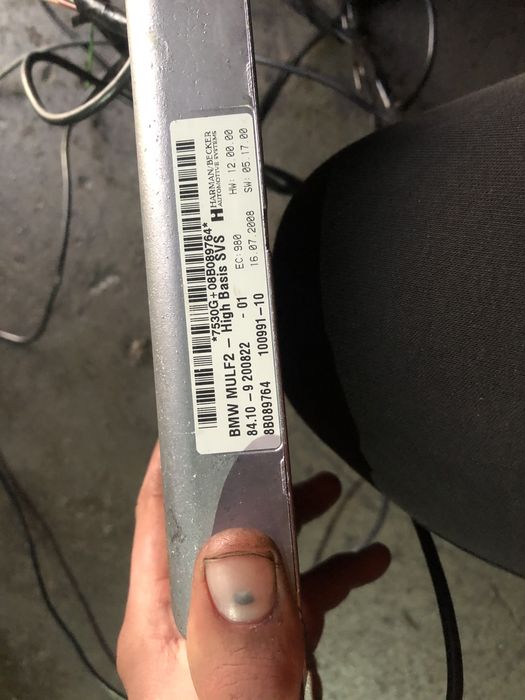 *7530G+08B089764*
BMW MULF2 – High Basis SVS
H HARMAN/BECKER
AUTOMOTIVE SYSTEMS
84.10 –9 200822 - 01 EC:980 HW: 12 00 00
16.07.2008 SW: 05 17 00
8B089764 100991–10